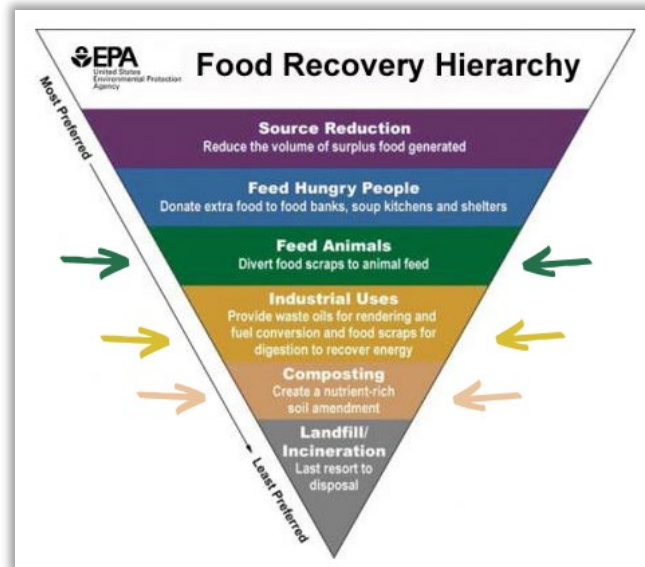 EPA
United States
Environmental Protection
Agency
Food Recovery Hierarchy
Most Preferred
Source Reduction
Reduce the volume of surplus food generated
Feed Hungry People
Donate extra food to food banks, soup kitchens and shelters
Feed Animals
Divert food scraps to animal feed
Industrial Uses
Provide waste oils for rendering and
fuel conversion and food scraps for
digestion to recover energy
Composting
Create a nutrient-rich
soil amendment
Landfill/
Incineration
Last resort to
disposal
Least Preferred